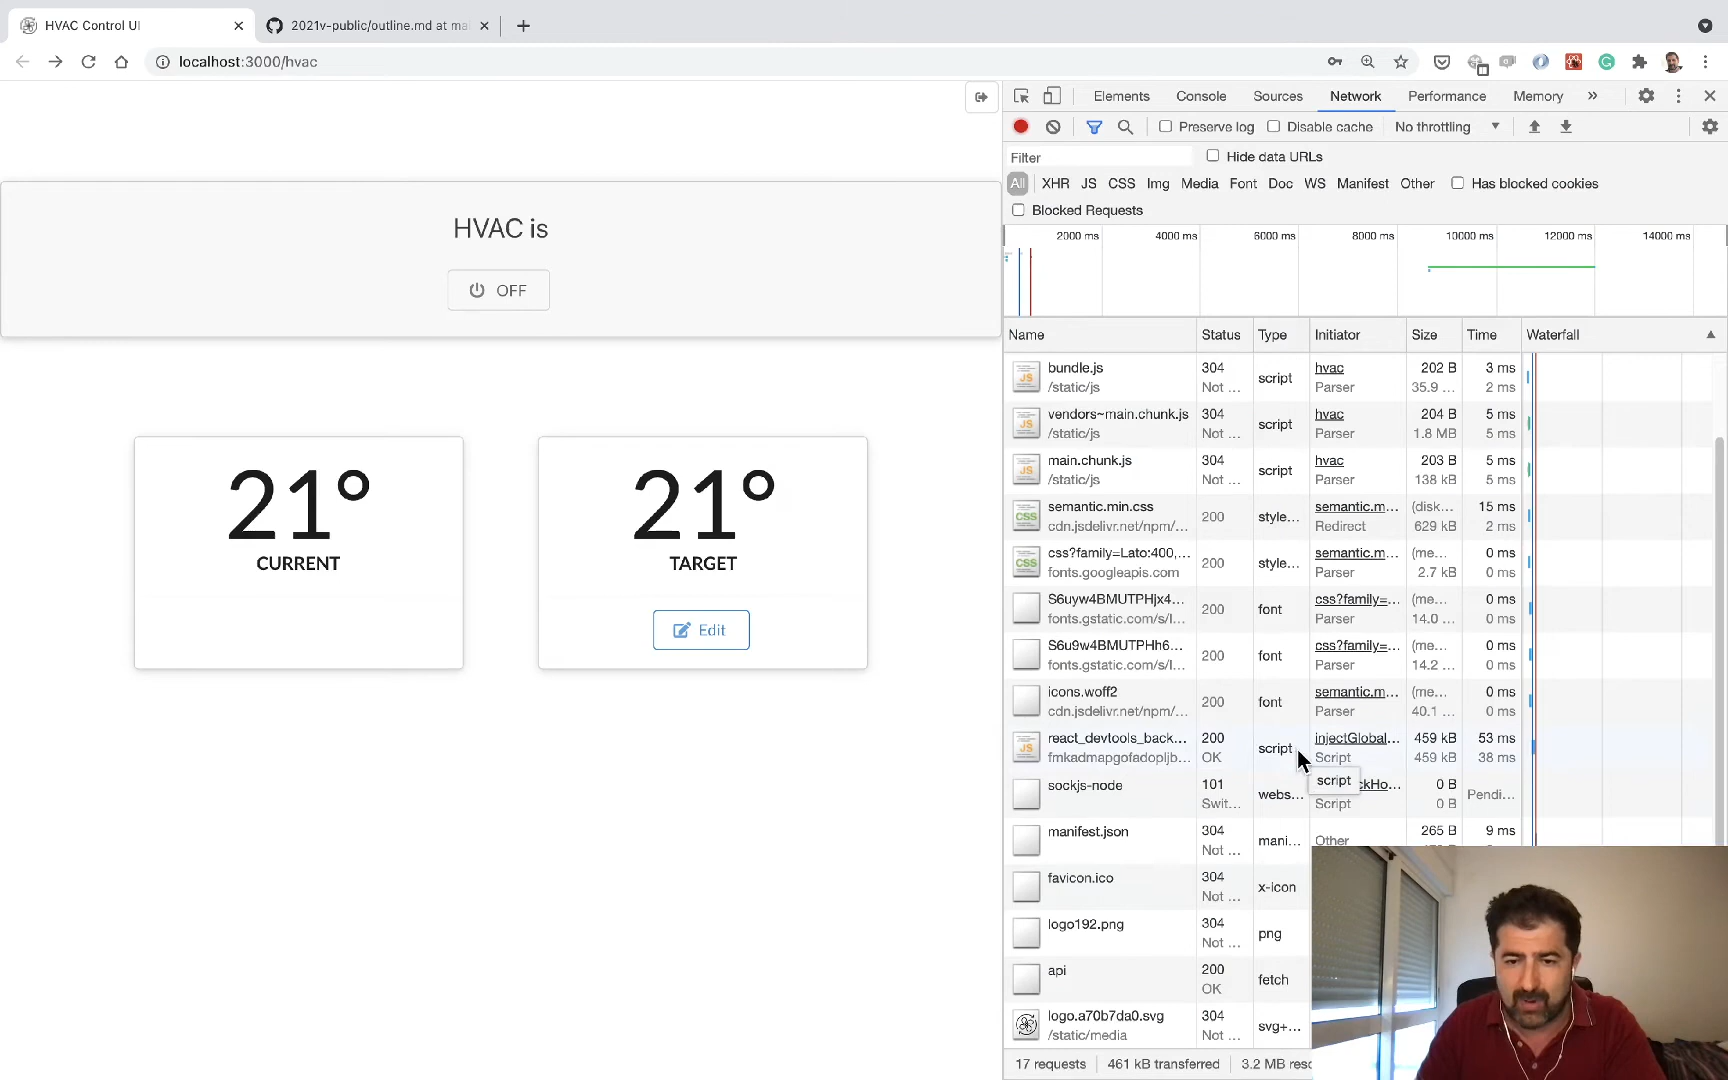 HVAC Control UI
2021v-public/outline.md at ma
localhost:3000/hvac
HVAC is
OFF
21°
CURRENT
21°
TARGET
Edit
Elements Console Sources Network Performance Memory »
Preserve log Disable cache No throttling
Filter Hide data URLs
All XHR JS CSS Img Media Font Doc WS Manifest Other Has blocked cookies
Blocked Requests
2000 ms 4000 ms 6000 ms 8000 ms 10000 ms 12000 ms 14000 ms
Name Status Type Initiator Size Time Waterfall
bundle.js 304 script hvac 202 B 3 ms
/static/js Not ... Parser 35.9 ... 2 ms
vendors~main.chunk.js 304 script hvac 204 B 5 ms
/static/js Not ... Parser 1.8 MB 5 ms
main.chunk.js 304 script hvac 203 B 5 ms
/static/js Not ... Parser 138 kB 5 ms
semantic.min.css 200 style... semantic.m... (disk... 15 ms
cdn.jsdelivr.net/npm/... Redirect 629 kB 2 ms
css?family=Lato:400,... 200 style... semantic.m... (me... 0 ms
fonts.googleapis.com Parser 2.7 kB 0 ms
S6uyw4BMUTPHjx4... 200 font css?family=... (me... 0 ms
fonts.gstatic.com/s/l... Parser 14.0 ... 0 ms
S6u9w4BMUTPHh6... 200 font css?family=... (me... 0 ms
fonts.gstatic.com/s/l... Parser 14.2 ... 0 ms
icons.woff2 200 font semantic.m... (me... 0 ms
cdn.jsdelivr.net/npm/... Parser 40.1 ... 0 ms
react_devtools_back... 200 script injectGlobal... 459 kB 53 ms
fmkadmapgofadopljb... OK Script 459 kB 38 ms
script
sockjs-node 101 webs... ckHo... 0 B Pendi...
Swit... Script 0 B
manifest.json 304 mani... Other 265 B 9 ms
Not ...
favicon.ico 304 x-icon
Not ...
logo192.png 304 png
Not ...
api 200 fetch
OK
logo.a70b7da0.svg 304 svg+...
/static/media Not ...
17 requests 461 kB transferred 3.2 MB resc